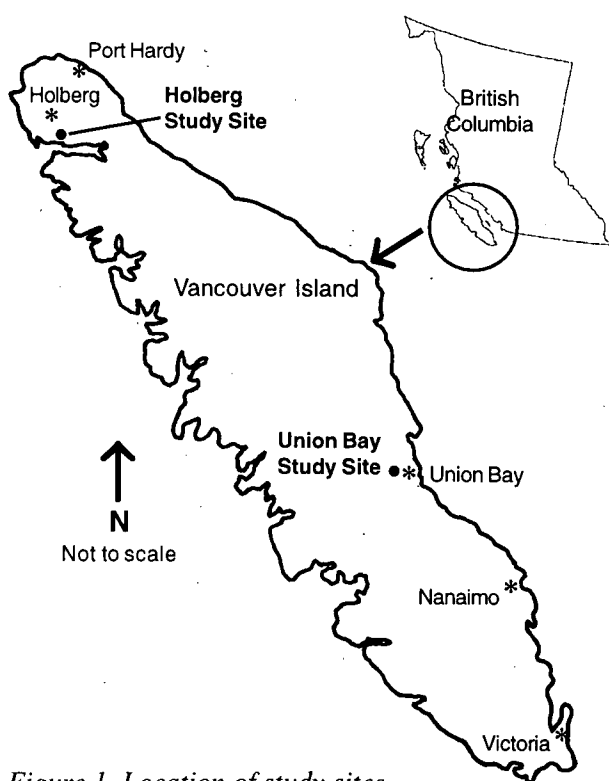 Port Hardy
*
Holberg
*
Holberg
Study Site
British
Columbia
Vancouver Island
Union Bay
Study Site
* Union Bay
N
Not to scale
Nanaimo *
Victoria *
Figure 1. Location of study sites